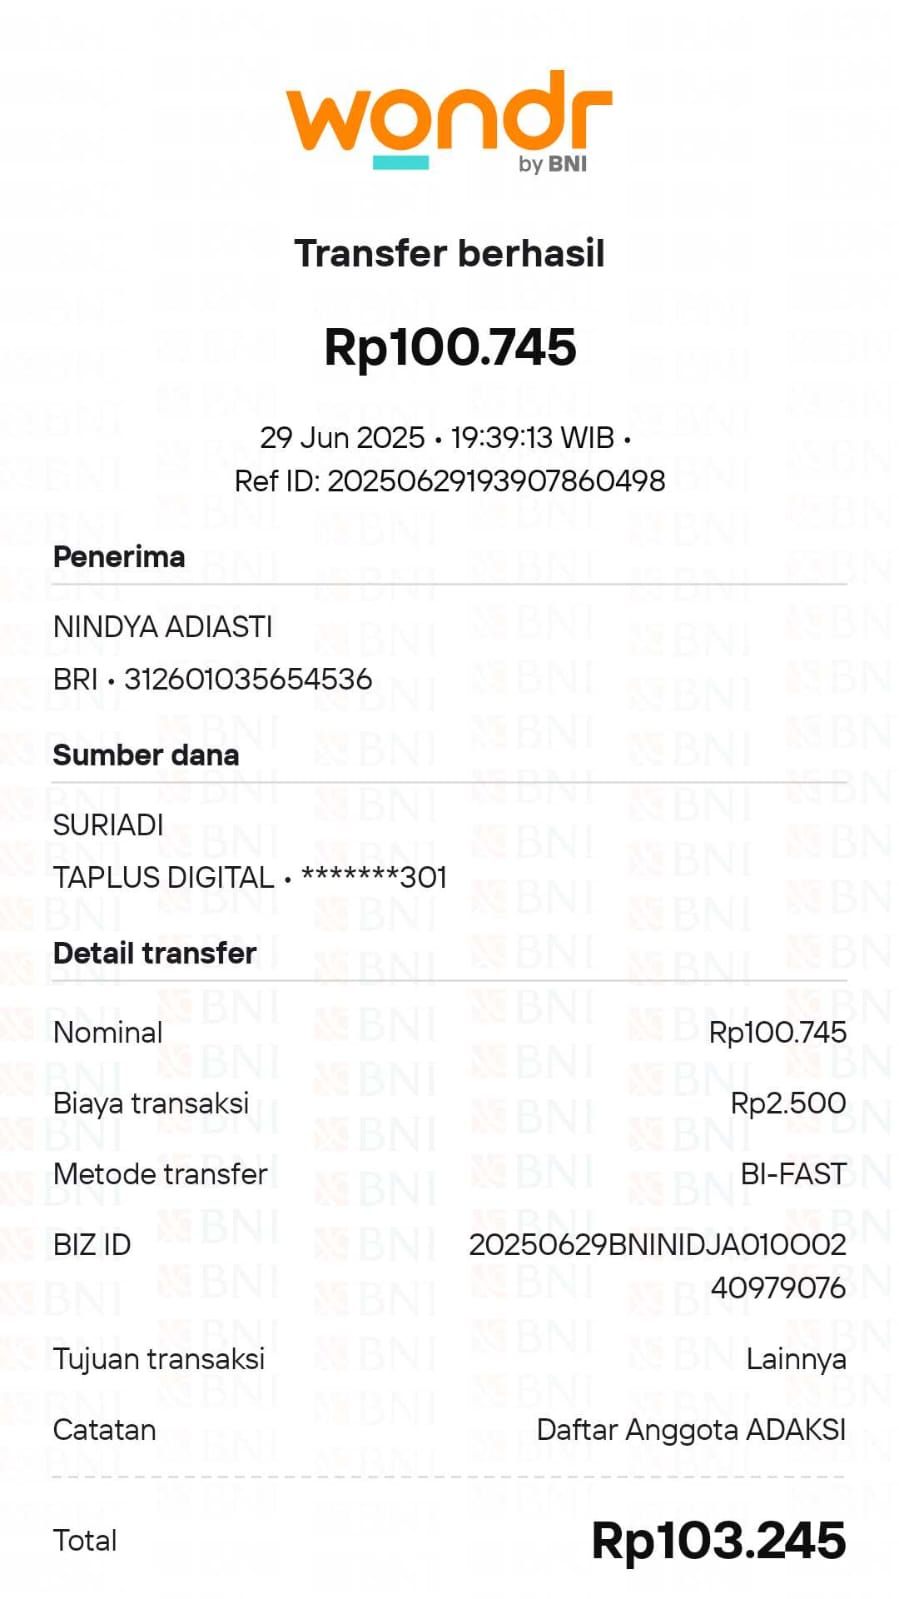 wondr
by BNI
Transfer berhasil
Rp100.745
29 Jun 2025 • 19:39:13 WIB •
Ref ID: 20250629193907860498
Penerima
NINDYA ADIASTI
BRI • 312601035654536
Sumber dana
SURIADI
TAPLUS DIGITAL • *******301
Detail transfer
Nominal Rp100.745
Biaya transaksi Rp2.500
Metode transfer BI-FAST
BIZ ID 20250629BNINIDJA010002
40979076
Tujuan transaksi Lainnya
Catatan Daftar Anggota ADAKSI
Total Rp103.245